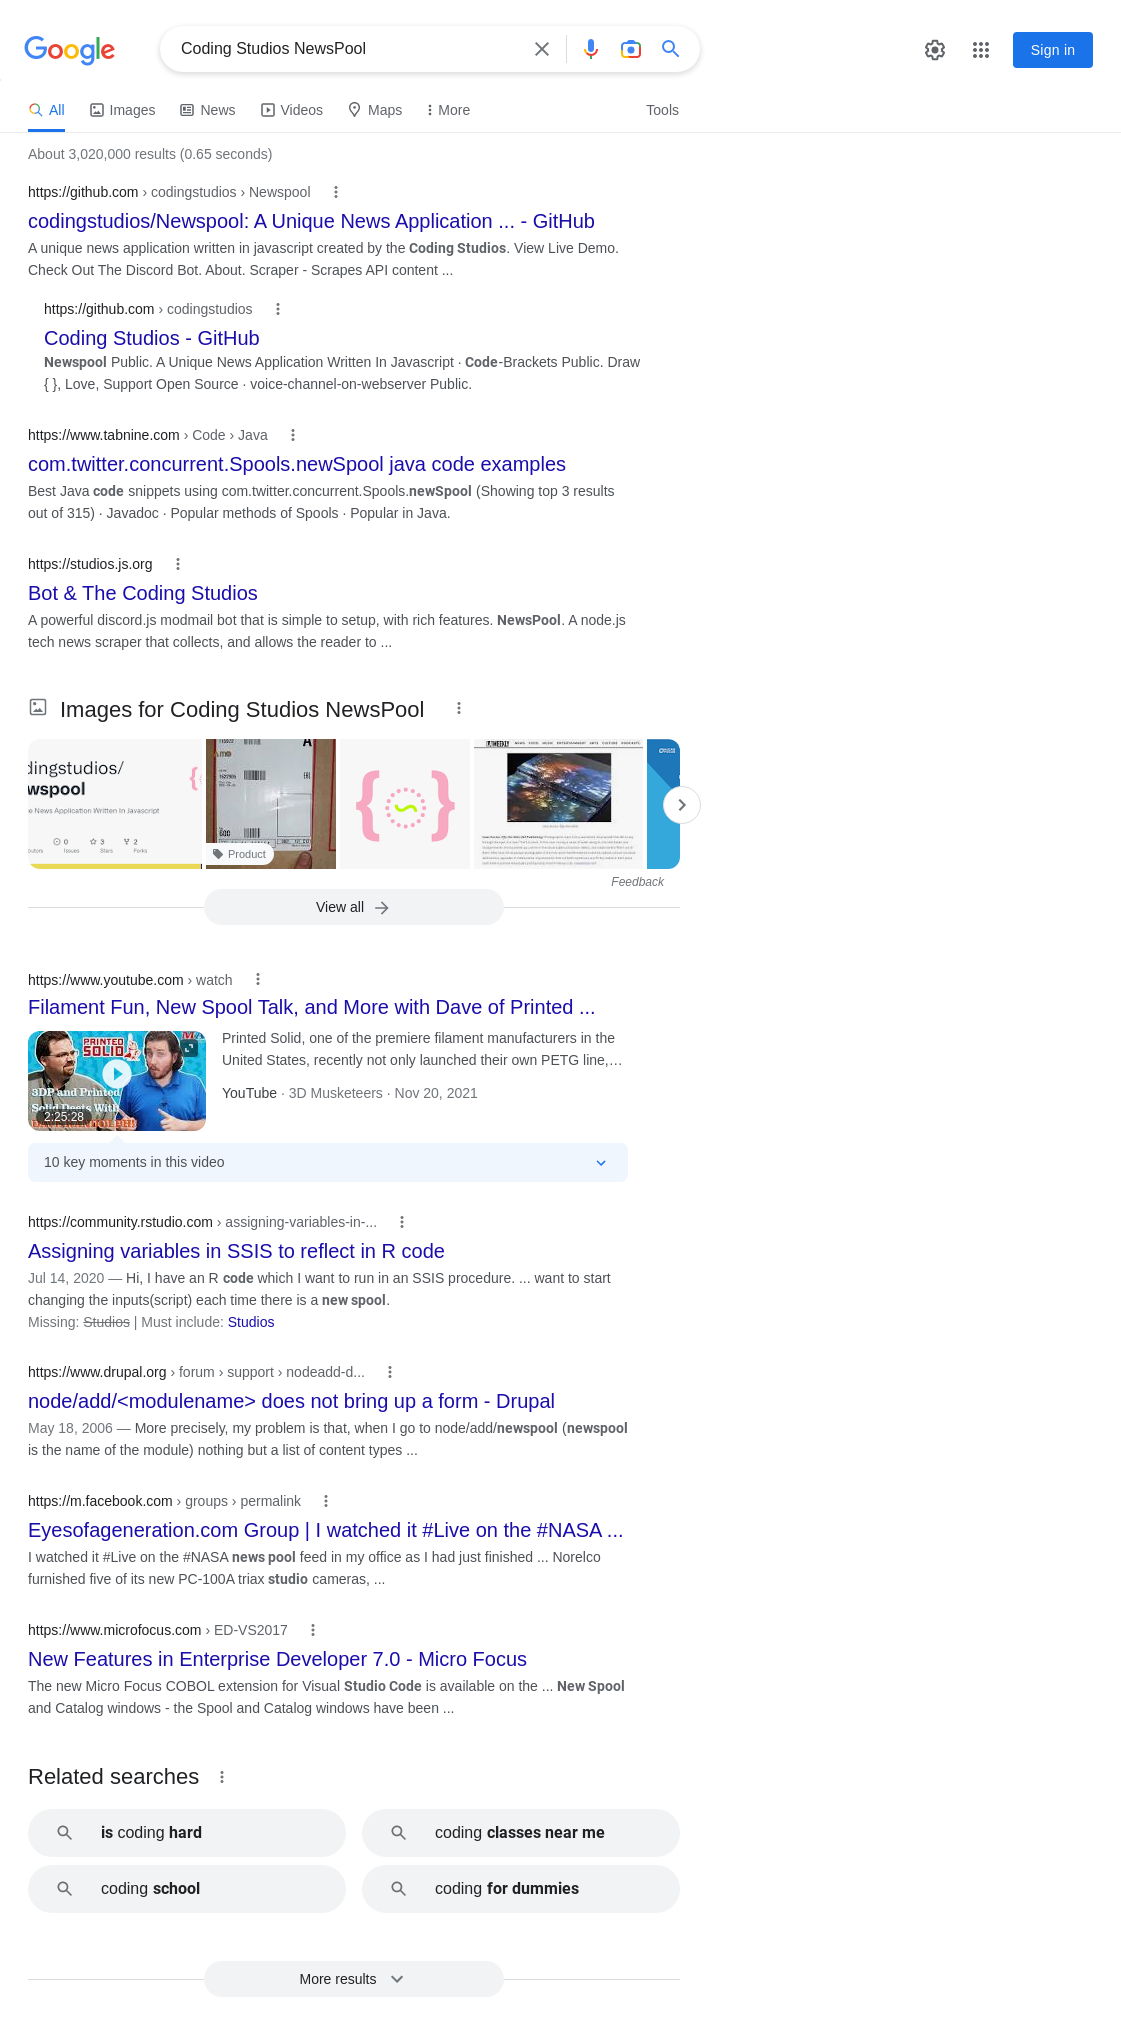 Google
Coding Studios NewsPool
Sign in
All
Images
News
Videos
Maps
More
Tools
About 3,020,000 results (0.65 seconds)
https://github.com › codingstudios › Newspool
codingstudios/Newspool: A Unique News Application ... - GitHub
A unique news application written in javascript created by the Coding Studios. View Live Demo.
Check Out The Discord Bot. About. Scraper - Scrapes API content ...
https://github.com › codingstudios
Coding Studios - GitHub
Newspool Public. A Unique News Application Written In Javascript · Code-Brackets Public. Draw
{ }, Love, Support Open Source · voice-channel-on-webserver Public.
https://www.tabnine.com › Code › Java
com.twitter.concurrent.Spools.newSpool java code examples
Best Java code snippets using com.twitter.concurrent.Spools.newSpool (Showing top 3 results
out of 315) · Javadoc · Popular methods of Spools · Popular in Java.
https://studios.js.org
Bot & The Coding Studios
A powerful discord.js modmail bot that is simple to setup, with rich features. NewsPool. A node.js
tech news scraper that collects, and allows the reader to ...
Images for Coding Studios NewsPool
dingstudios/
wspool
e News Application Written In Javascript
0
3
2
Issues
Stars
Forks
Product
WEEKLY
Feedback
View all
https://www.youtube.com › watch
Filament Fun, New Spool Talk, and More with Dave of Printed ...
PRINTED
SOLID
3DP and Printed
Solid Deets With
2:25:28
Printed Solid, one of the premiere filament manufacturers in the
United States, recently not only launched their own PETG line,…
YouTube · 3D Musketeers · Nov 20, 2021
10 key moments in this video
https://community.rstudio.com › assigning-variables-in-...
Assigning variables in SSIS to reflect in R code
Jul 14, 2020 — Hi, I have an R code which I want to run in an SSIS procedure. ... want to start
changing the inputs(script) each time there is a new spool.
Missing: Studios | Must include: Studios
https://www.drupal.org › forum › support › nodeadd-d...
node/add/<modulename> does not bring up a form - Drupal
May 18, 2006 — More precisely, my problem is that, when I go to node/add/newspool (newspool
is the name of the module) nothing but a list of content types ...
https://m.facebook.com › groups › permalink
Eyesofageneration.com Group | I watched it #Live on the #NASA ...
I watched it #Live on the #NASA news pool feed in my office as I had just finished ... Norelco
furnished five of its new PC-100A triax studio cameras, ...
https://www.microfocus.com › ED-VS2017
New Features in Enterprise Developer 7.0 - Micro Focus
The new Micro Focus COBOL extension for Visual Studio Code is available on the ... New Spool
and Catalog windows - the Spool and Catalog windows have been ...
Related searches
is coding hard
coding classes near me
coding school
coding for dummies
More results